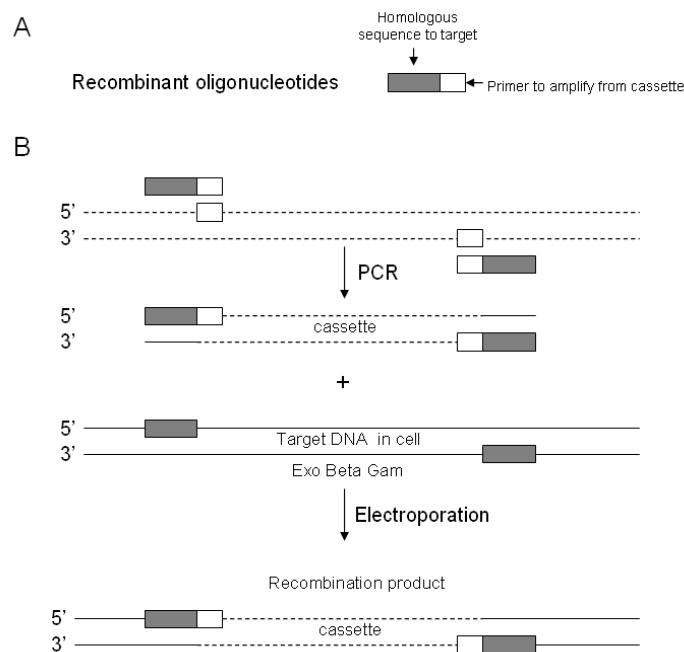 A
Homologous
sequence to target
Recombinant oligonucleotides
Primer to amplify from cassette
B
5’
3’
PCR
5’
cassette
3’
+
5’
Target DNA in cell
3’
Exo Beta Gam
Electroporation
Recombination product
5’
cassette
3’